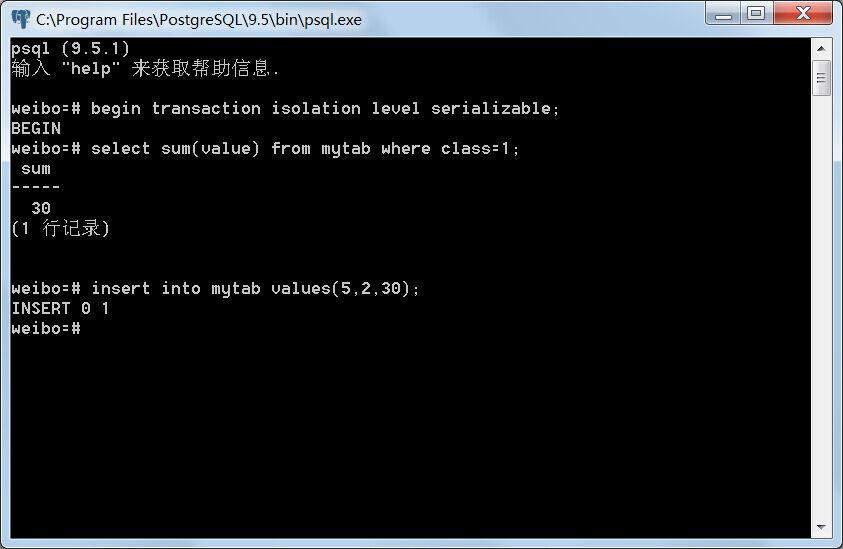 C:\Program Files\PostgreSQL\9.5\bin\psql.exe
psql (9.5.1)
输入 "help" 来获取帮助信息.
weibo=# begin transaction isolation level serializable;
BEGIN
weibo=# select sum(value) from mytab where class=1;
sum
-----
30
(1 行记录)
weibo=# insert into mytab values(5,2,30);
INSERT 0 1
weibo=#